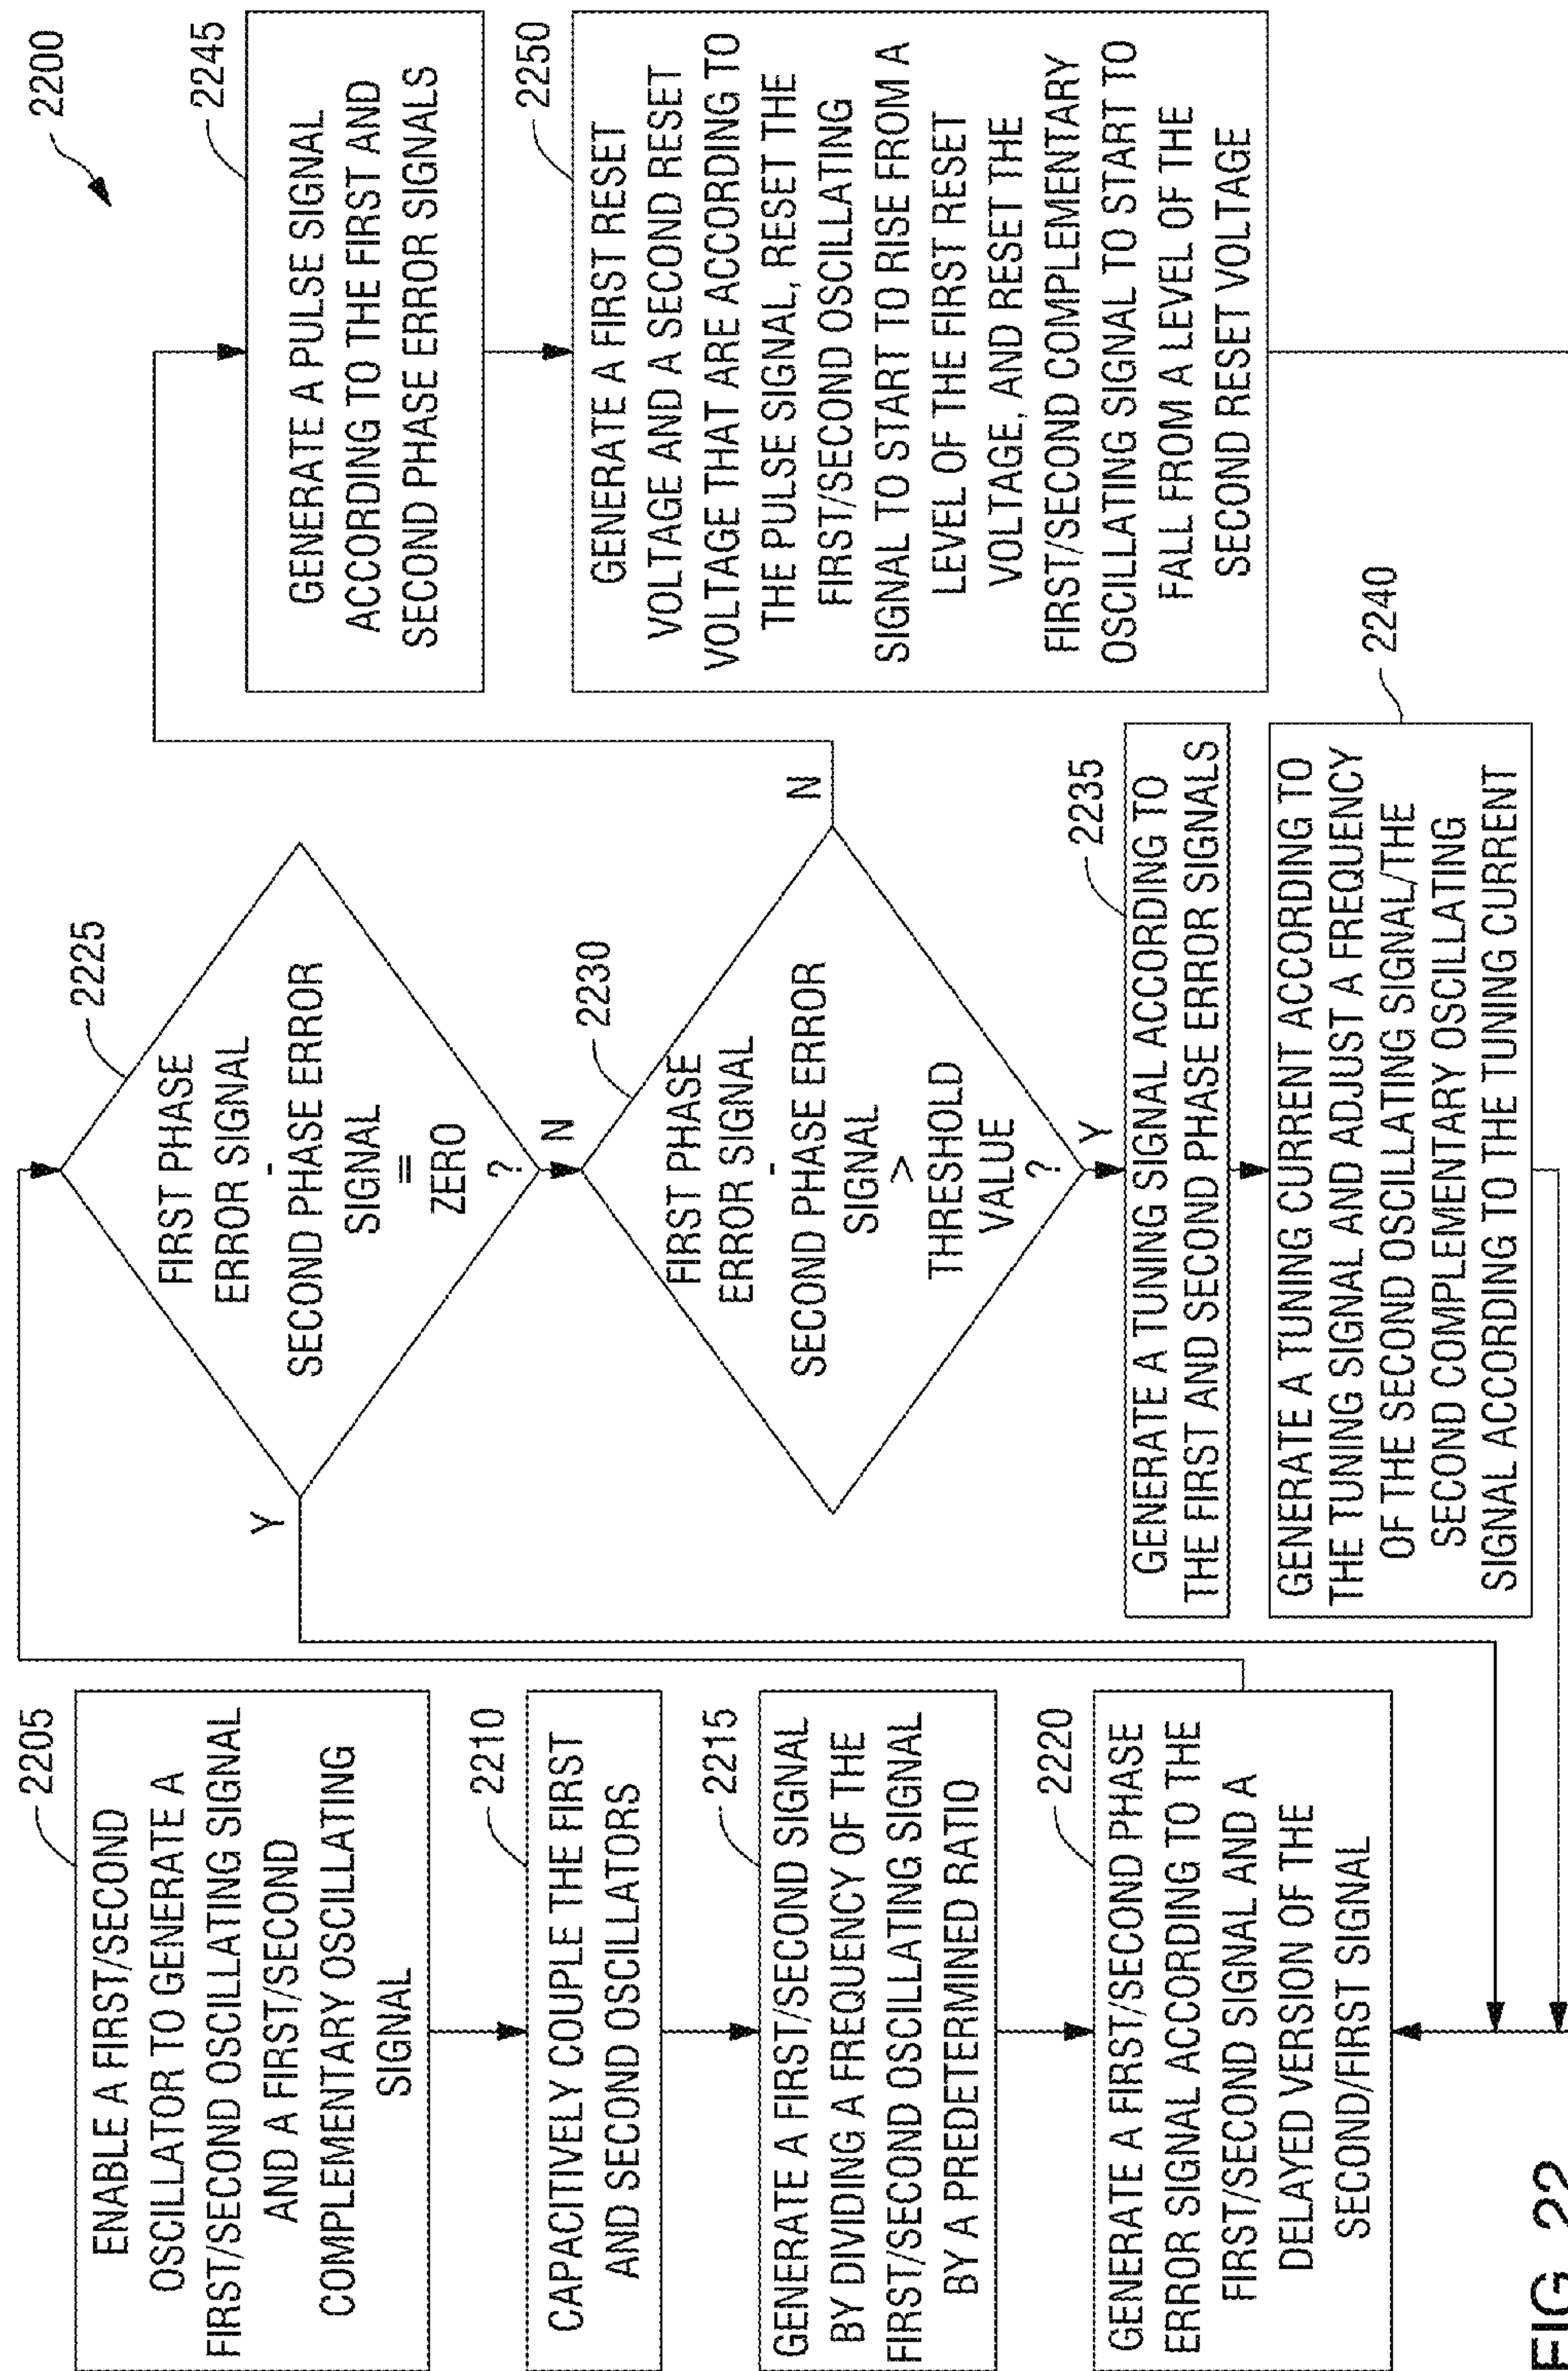 2200
2205
ENABLE A FIRST/SECOND
OSCILLATOR TO GENERATE A
FIRST/SECOND OSCILLATING SIGNAL
AND A FIRST/SECOND
COMPLEMENTARY OSCILLATING
SIGNAL
2210
CAPACITIVELY COUPLE THE FIRST
AND SECOND OSCILLATORS
2215
GENERATE A FIRST/SECOND SIGNAL
BY DIVIDING A FREQUENCY OF THE
FIRST/SECOND OSCILLATING SIGNAL
BY A PREDETERMINED RATIO
2220
GENERATE A FIRST/SECOND PHASE
ERROR SIGNAL ACCORDING TO THE
FIRST/SECOND SIGNAL AND A
DELAYED VERSION OF THE
SECOND/FIRST SIGNAL
2225
FIRST PHASE
ERROR SIGNAL
-
SECOND PHASE ERROR
SIGNAL
=
ZERO
?
Y
N
2230
FIRST PHASE
ERROR SIGNAL
-
SECOND PHASE ERROR
SIGNAL
>
THRESHOLD
VALUE
?
N
Y
2235
GENERATE A TUNING SIGNAL ACCORDING TO
THE FIRST AND SECOND PHASE ERROR SIGNALS
2240
GENERATE A TUNING CURRENT ACCORDING TO
THE TUNING SIGNAL AND ADJUST A FREQUENCY
OF THE SECOND OSCILLATING SIGNAL/THE
SECOND COMPLEMENTARY OSCILLATING
SIGNAL ACCORDING TO THE TUNING CURRENT
2245
GENERATE A PULSE SIGNAL
ACCORDING TO THE FIRST AND
SECOND PHASE ERROR SIGNALS
2250
GENERATE A FIRST RESET
VOLTAGE AND A SECOND RESET
VOLTAGE THAT ARE ACCORDING TO
THE PULSE SIGNAL, RESET THE
FIRST/SECOND OSCILLATING
SIGNAL TO START TO RISE FROM A
LEVEL OF THE FIRST RESET
VOLTAGE, AND RESET THE
FIRST/SECOND COMPLEMENTARY
OSCILLATING SIGNAL TO START TO
FALL FROM A LEVEL OF THE
SECOND RESET VOLTAGE
FIG. 22